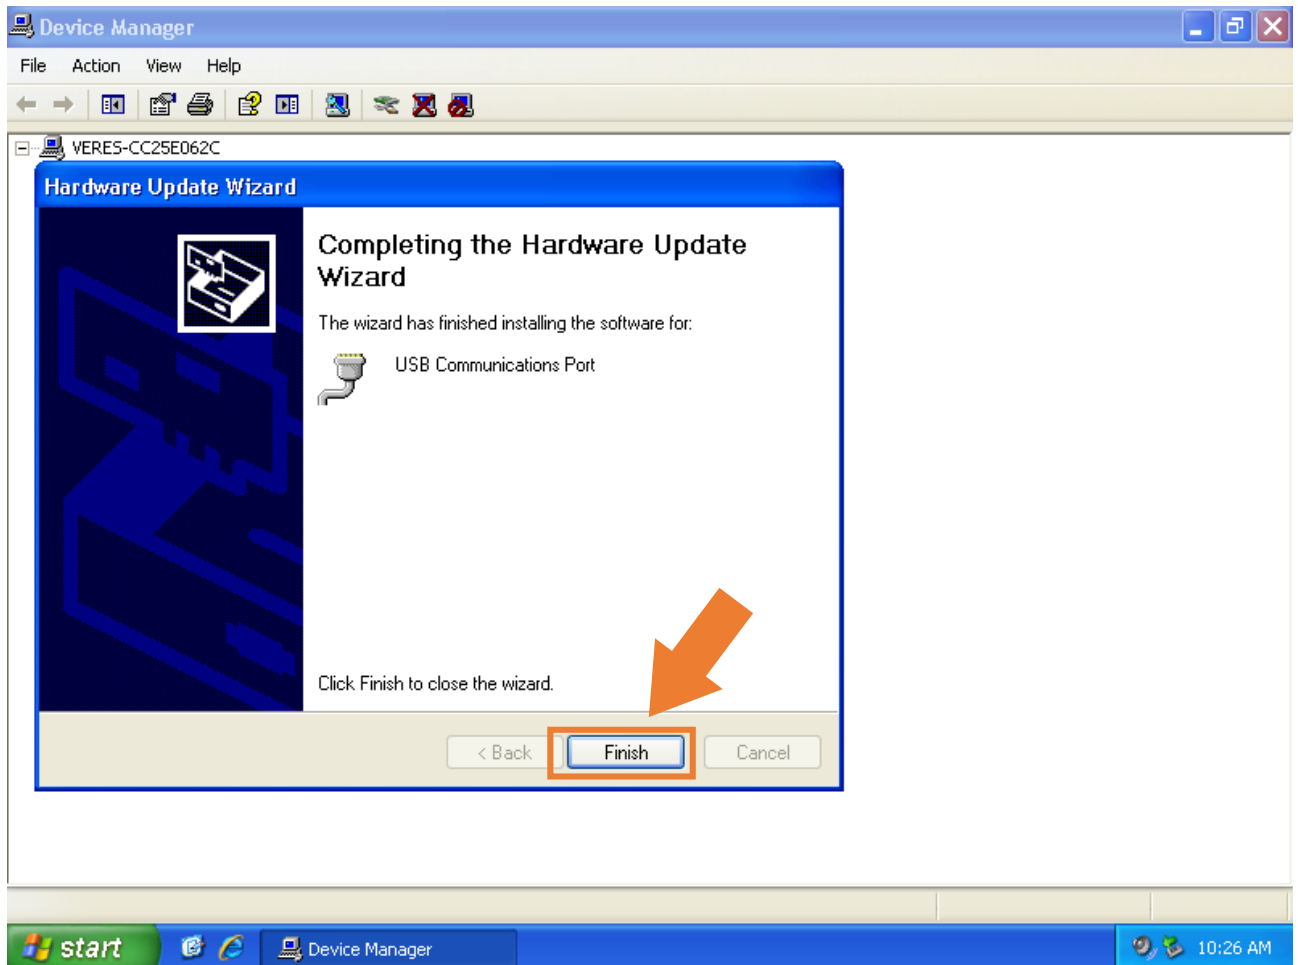 Device Manager
File Action View Help
VERES-CC25E062C
Hardware Update Wizard
Completing the Hardware Update
Wizard
The wizard has finished installing the software for:
USB Communications Port
Click Finish to close the wizard.
< Back Finish Cancel
start Device Manager 10:26 AM